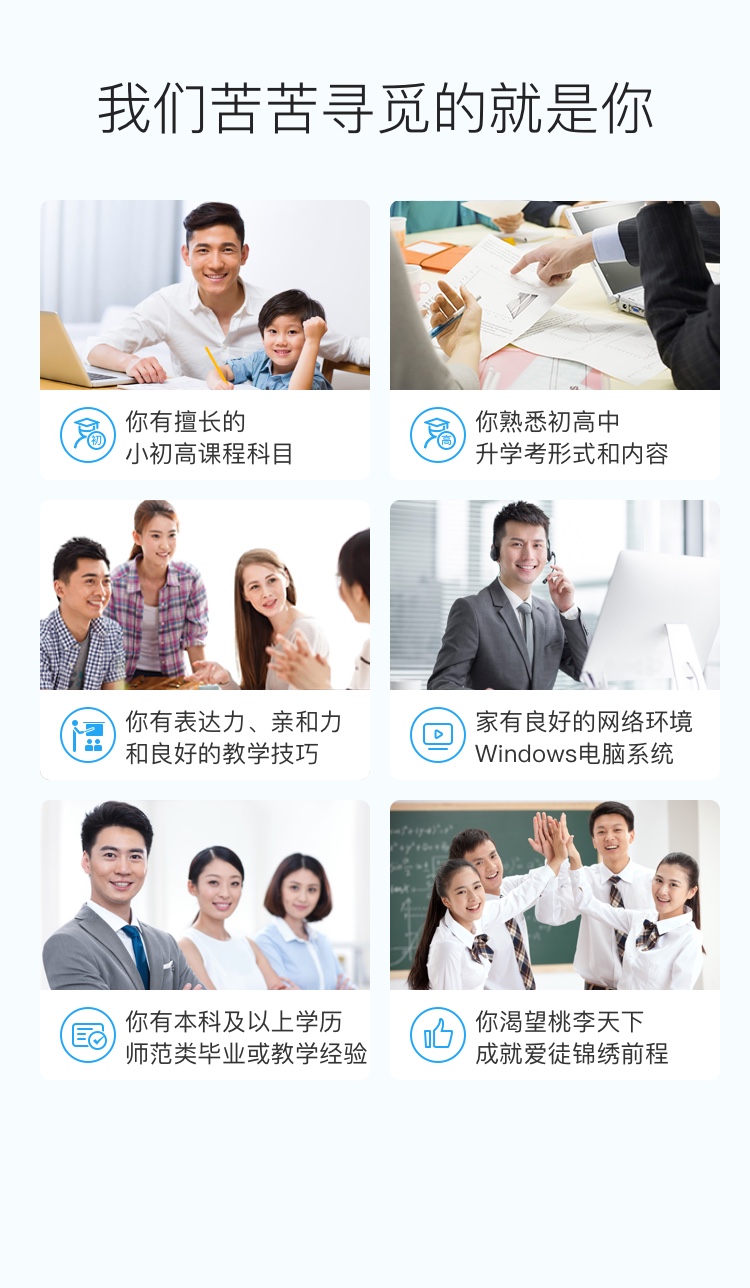 我们苦苦寻觅的就是你
初
你有擅长的
小初高课程科目
高
你熟悉初高中
升学考形式和内容
你有表达力、亲和力
和良好的教学技巧
家有良好的网络环境
Windows电脑系统
你有本科及以上学历
师范类毕业或教学经验
你渴望桃李天下
成就爱徒锦绣前程